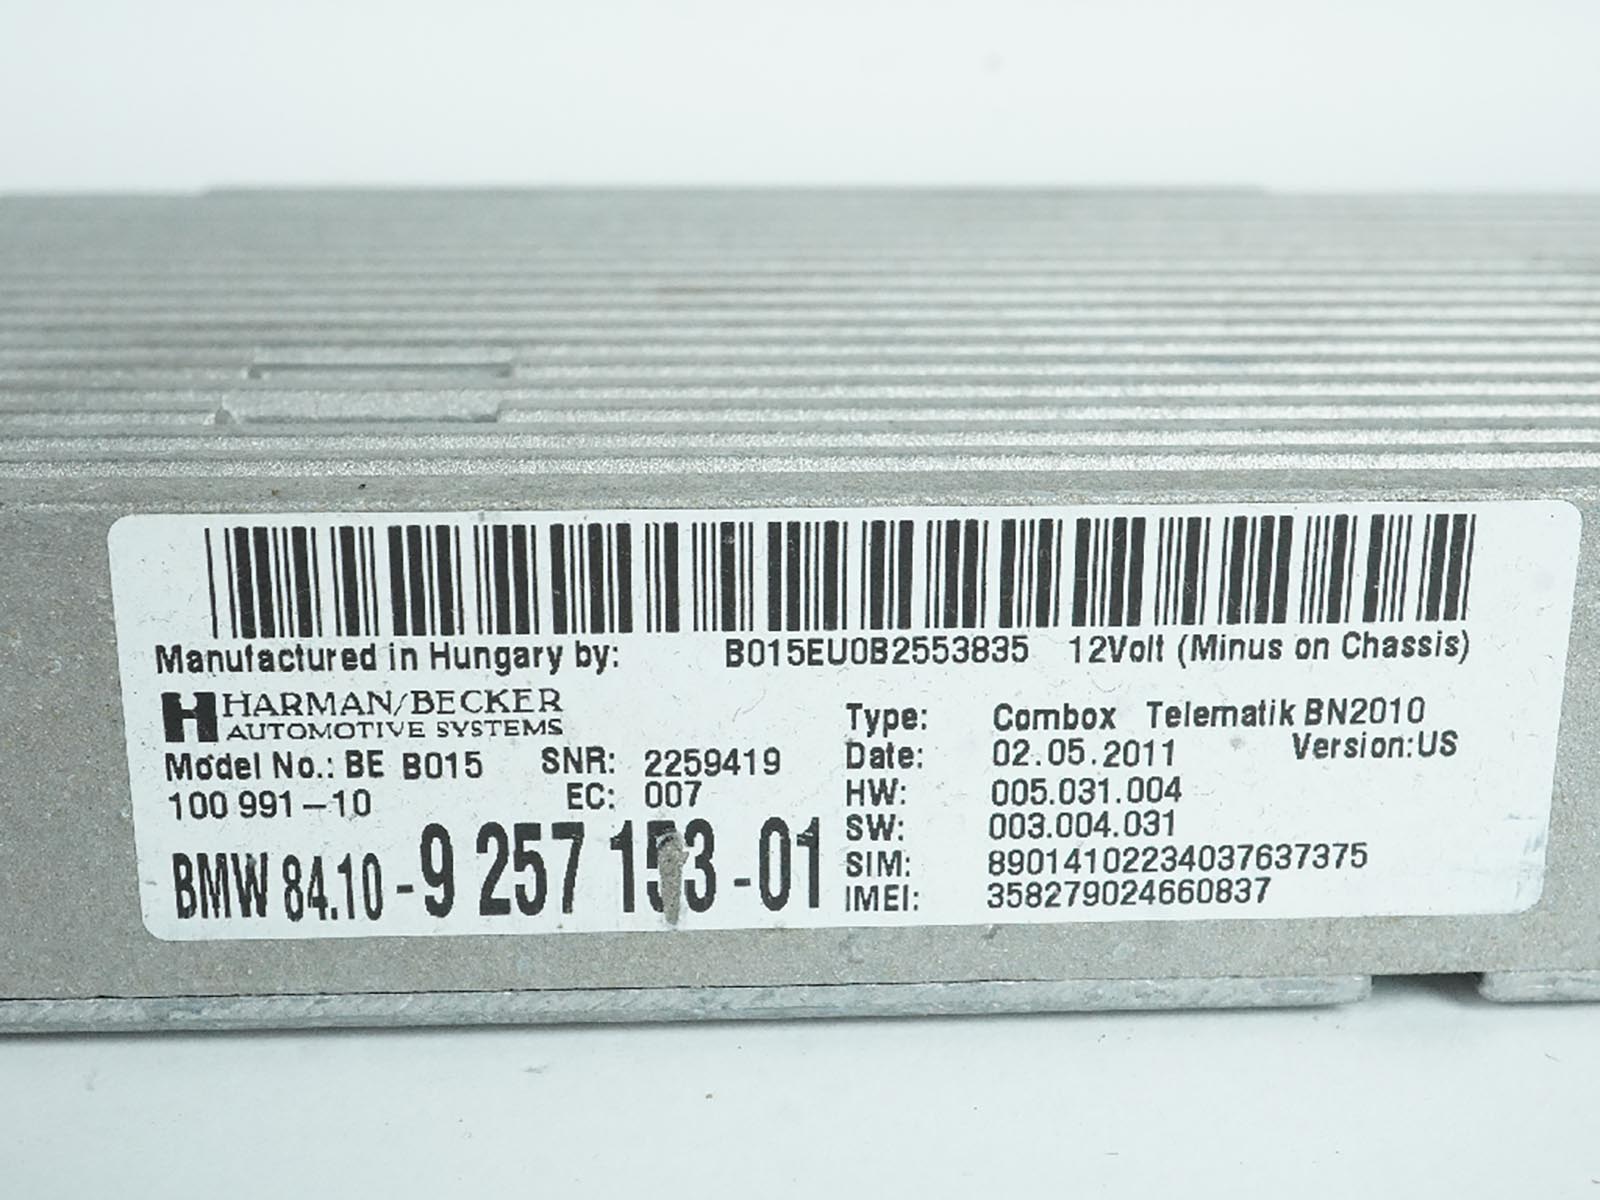 Manufactured in Hungary by: B015EU0B2553835 12Volt (Minus on Chassis)
HARMAN/BECKER
AUTOMOTIVE SYSTEMS
Model No.: BE B015 SNR: 2259419
100 991-10 EC: 007
BMW 84.10-9 257 153-01
Type: Combox Telematik BN2010
Date: 02.05.2011 Version:US
HW: 005.031.004
SW: 003.004.031
SIM: 89014102234037637375
IMEI: 358279024660837